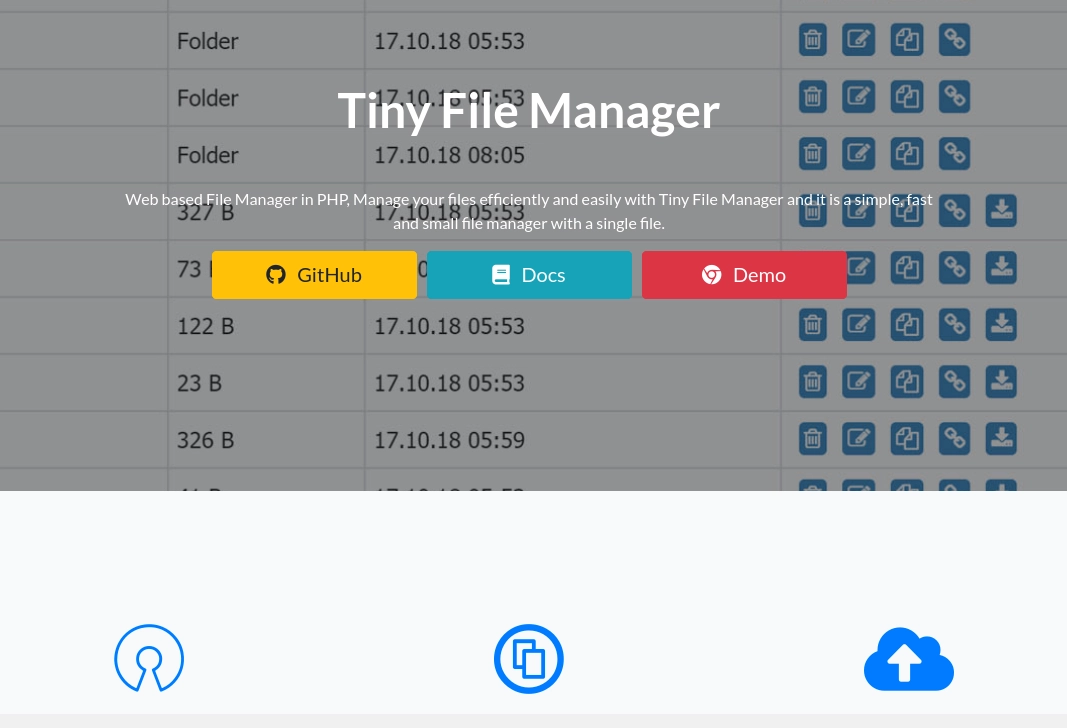 Folder 17.10.18 05:53
Folder 17.10.18 05:53
Tiny File Manager
Folder 17.10.18 08:05
Web based File Manager in PHP, Manage your files efficiently and easily with Tiny File Manager and it is a simple, fast
327 B 17.10.18 05:53
and small file manager with a single file.
73
GitHub Docs Demo
122 B 17.10.18 05:53
23 B 17.10.18 05:53
326 B 17.10.18 05:59